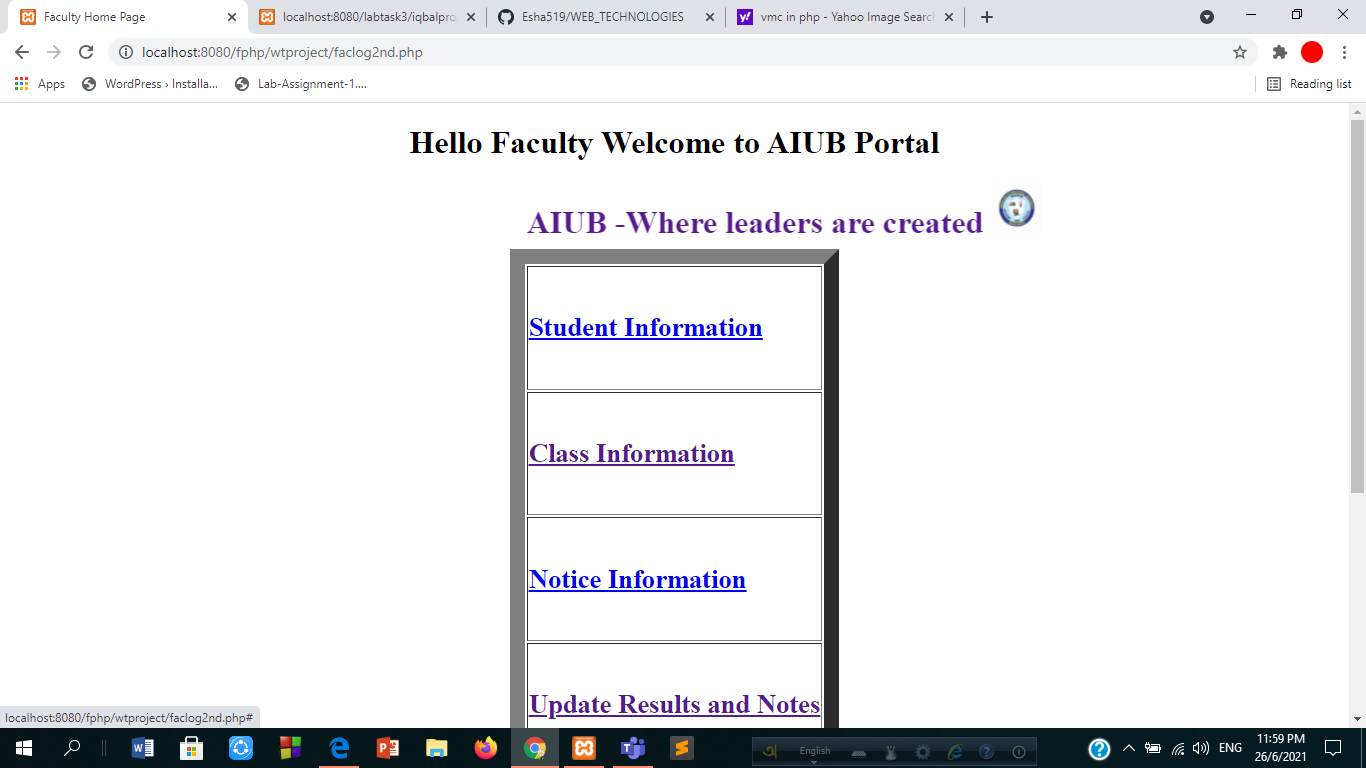 Faculty Home Page
localhost:8080/labtask3/iqbalpro
Esha519/WEB_TECHNOLOGIES
vmc in php - Yahoo Image Search
localhost:8080/fphp/wtproject/faclog2nd.php
Apps
WordPress › Installa...
Lab-Assignment-1....
Reading list
Hello Faculty Welcome to AIUB Portal
AIUB -Where leaders are created
Student Information
Class Information
Notice Information
Update Results and Notes
localhost:8080/fphp/wtproject/faclog2nd.php#
English
ENG
11:59 PM
26/6/2021